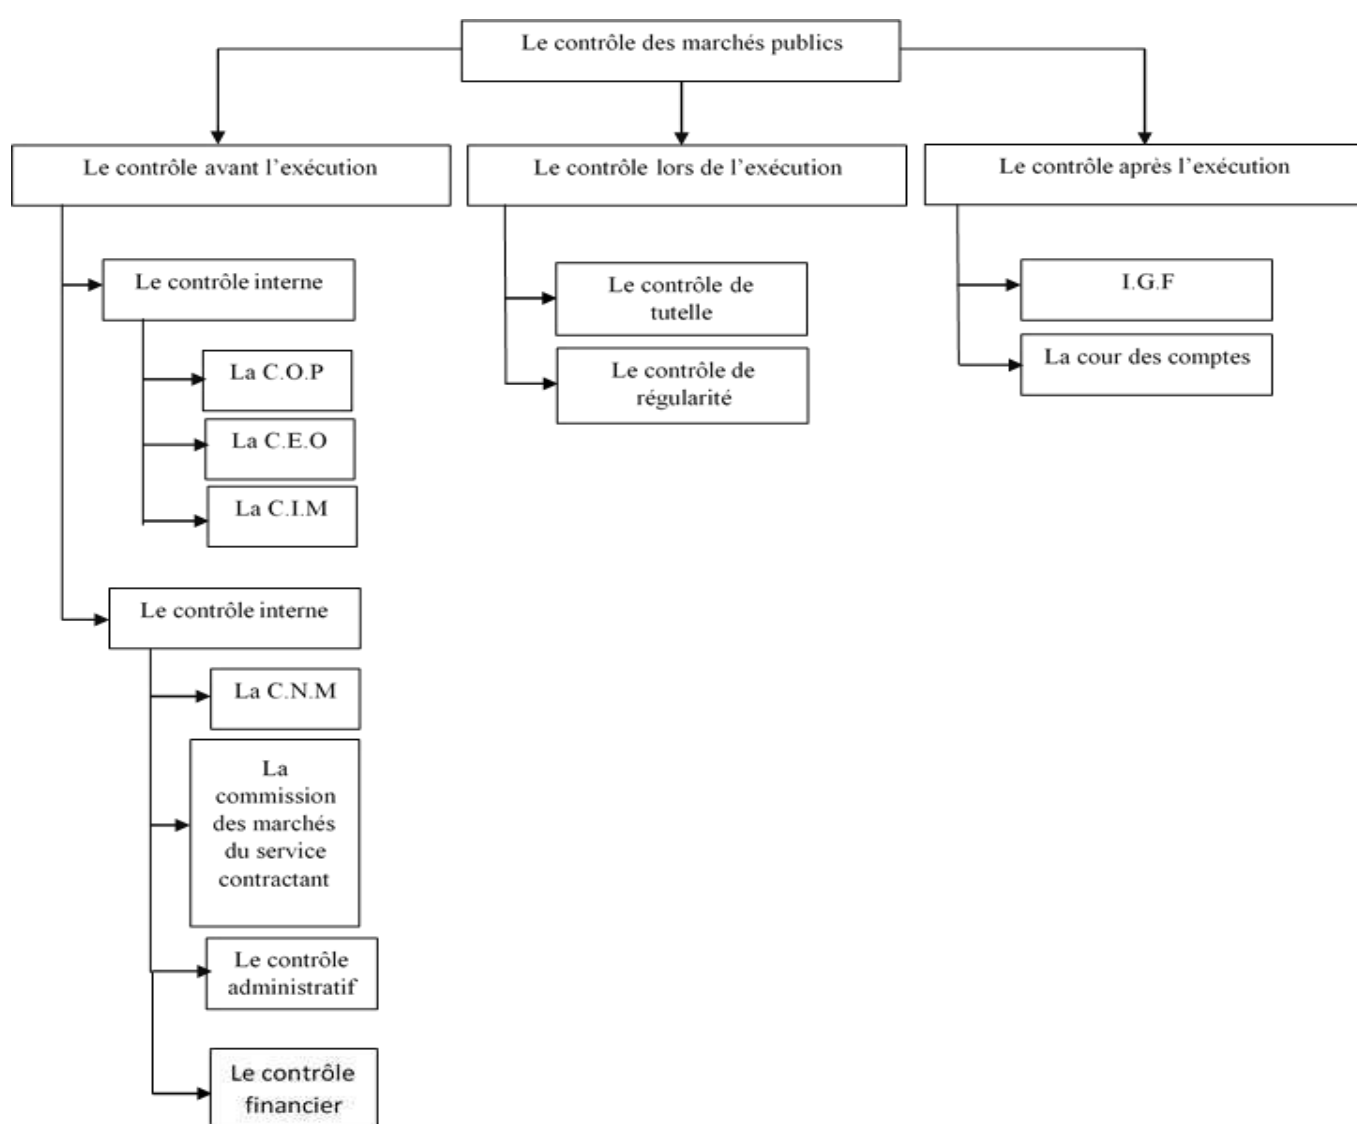 Le contrôle des marchés publics
Le contrôle avant l’exécution
Le contrôle lors de l’exécution
Le contrôle après l’exécution
Le contrôle interne
La C.O.P
La C.E.O
La C.I.M
Le contrôle interne
La C.N.M
La
commission
des marchés
du service
contractant
Le contrôle
administratif
Le contrôle
financier
Le contrôle de
tutelle
Le contrôle de
régularité
I.G.F
La cour des comptes